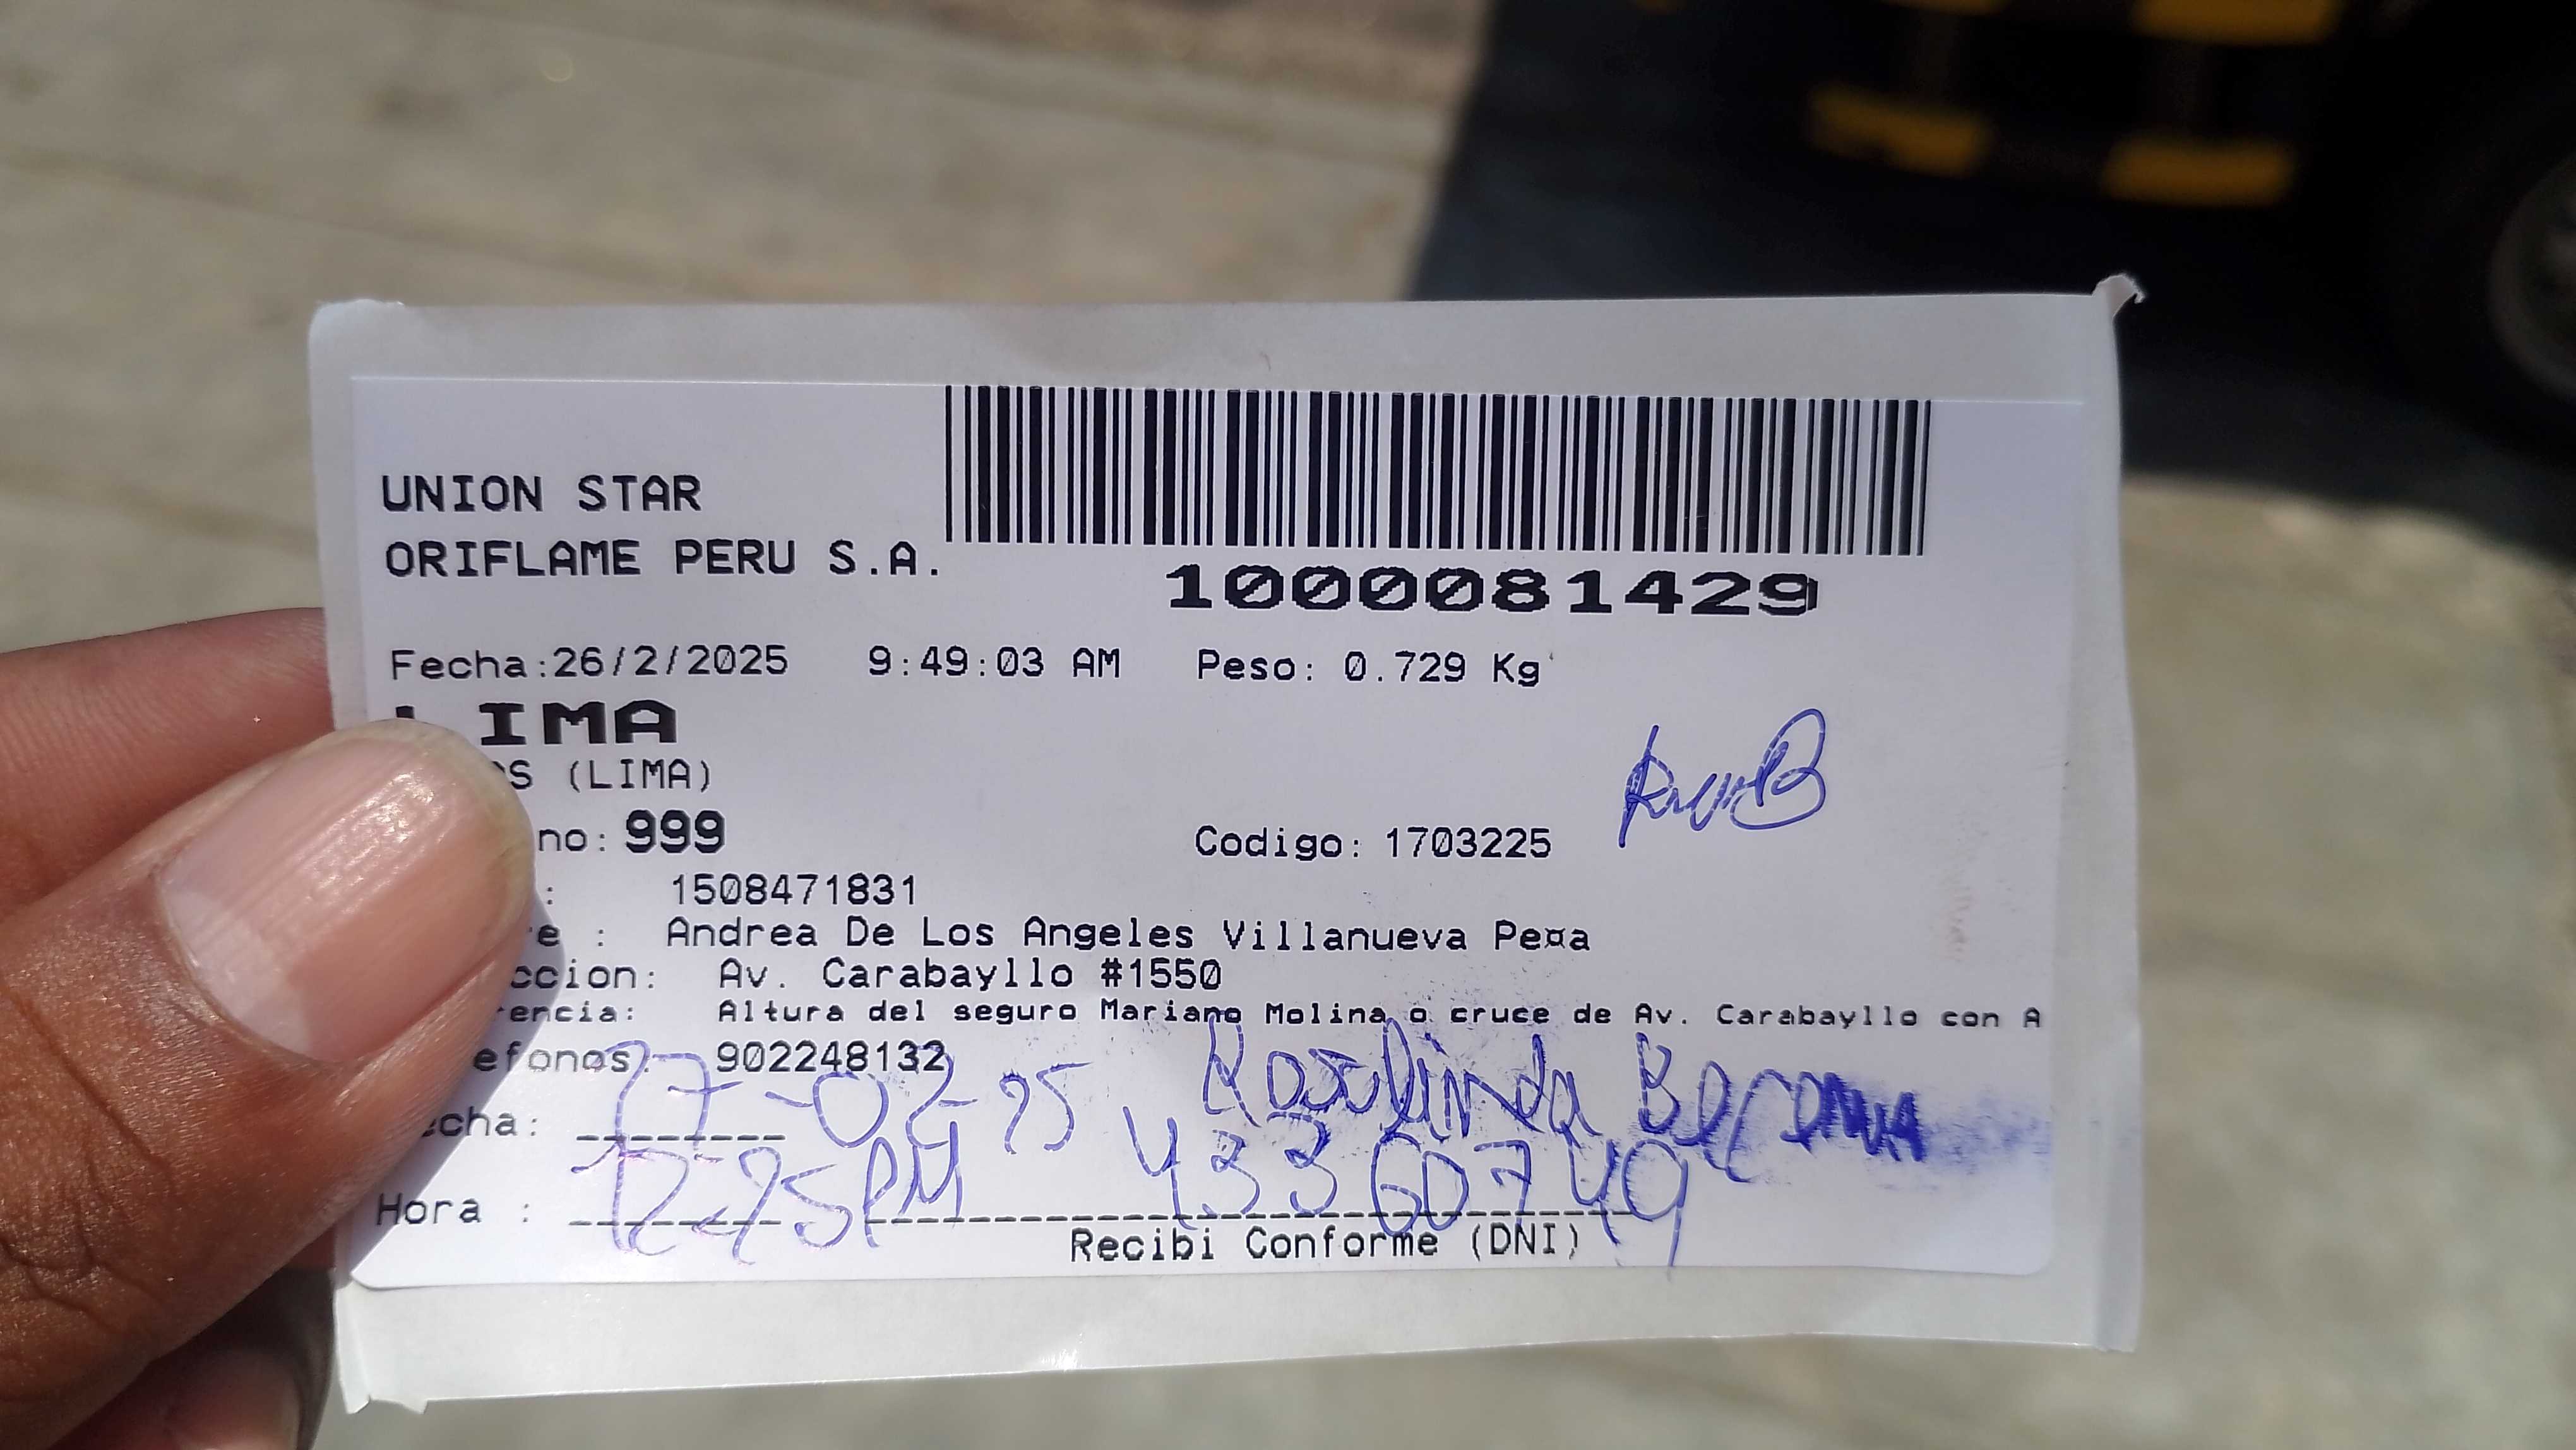 UNION STAR
ORIFLAME PERU S.A.
1000081429
Fecha:26/2/2025 9:49:03 AM Peso: 0.729 Kg
LIMA
OS (LIMA)
no: 999 Codigo: 1703225
: 1508471831
e : Andrea De Los Angeles Villanueva Pe¤a
ccion: Av. Carabayllo #1550
rencia: Altura del seguro Mariano Molina o cruce de Av. Carabayllo con A
efonos: 902248132
echa: 27-02-25 Rosalinda
Hora : 12-25PM 43360749
Recibi Conforme (DNI)